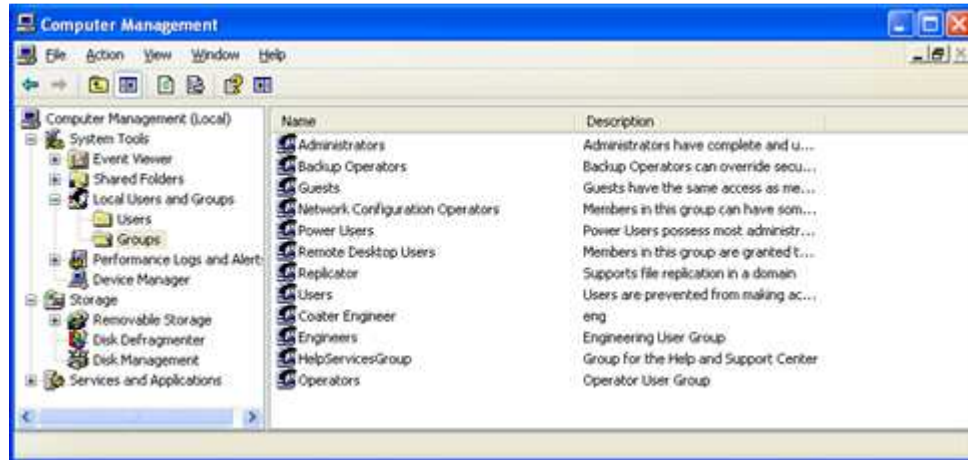 Computer Management
File Action View Window Help
Computer Management (Local)
System Tools
Event Viewer
Shared Folders
Local Users and Groups
Users
Groups
Performance Logs and Alert
Device Manager
Storage
Removable Storage
Disk Defragmenter
Disk Management
Services and Applications
Name Description
Administrators Administrators have complete and u...
Backup Operators Backup Operators can override secu...
Guests Guests have the same access as me...
Network Configuration Operators Members in this group can have som...
Power Users Power Users possess most administr...
Remote Desktop Users Members in this group are granted t...
Replicator Supports file replication in a domain
Users Users are prevented from making ac...
Coater Engineer eng
Engineers Engineering User Group
HelpServicesGroup Group for the Help and Support Center
Operators Operator User Group